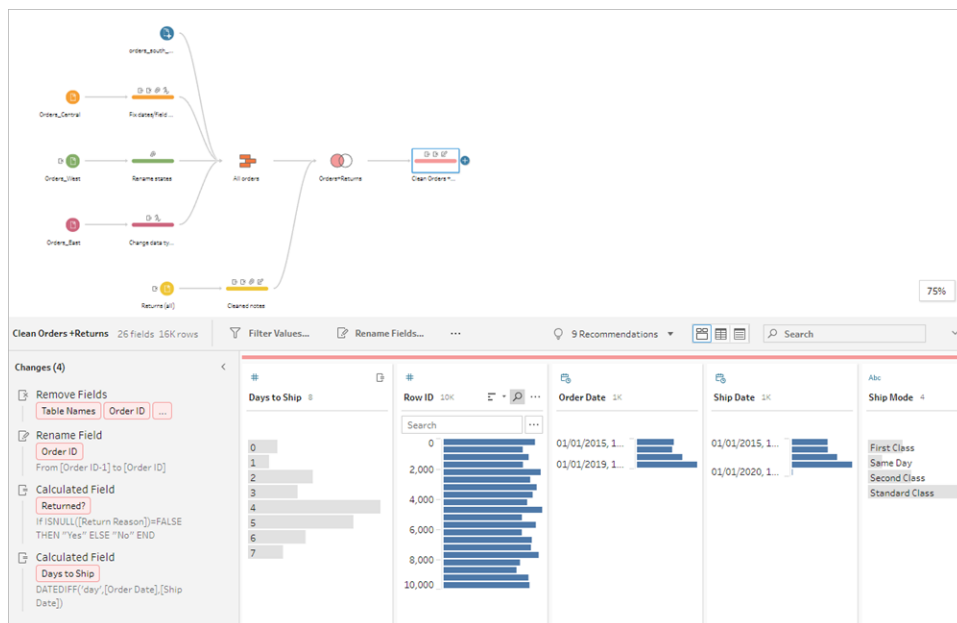 orders_south_...
Orders_Central
Fix dates/field ...
Orders_West
Rename states
All orders
Orders+Returns
Clean Orders +...
Orders_East
Change data ty...
Returns (all)
Cleaned notes
75%
Clean Orders +Returns 26 fields 16K rows
Filter Values...
Rename Fields...
...
9 Recommendations
Search
Changes (4)
Remove Fields
Table Names
Order ID
...
Rename Field
Order ID
From [Order ID-1] to [Order ID]
Calculated Field
Returned?
If ISNULL([Return Reason])=FALSE
THEN "Yes" ELSE "No" END
Calculated Field
Days to Ship
DATEDIFF('day',[Order Date],[Ship
Date])
#
Days to Ship 8
0
1
2
3
4
5
6
7
#
Row ID 10K
...
Search
...
0
2,000
4,000
6,000
8,000
10,000
Order Date 1K
01/01/2015, 1...
01/01/2019, 1...
Ship Date 1K
01/01/2015, 1...
01/01/2020, 1...
Abc
Ship Mode 4
First Class
Same Day
Second Class
Standard Class